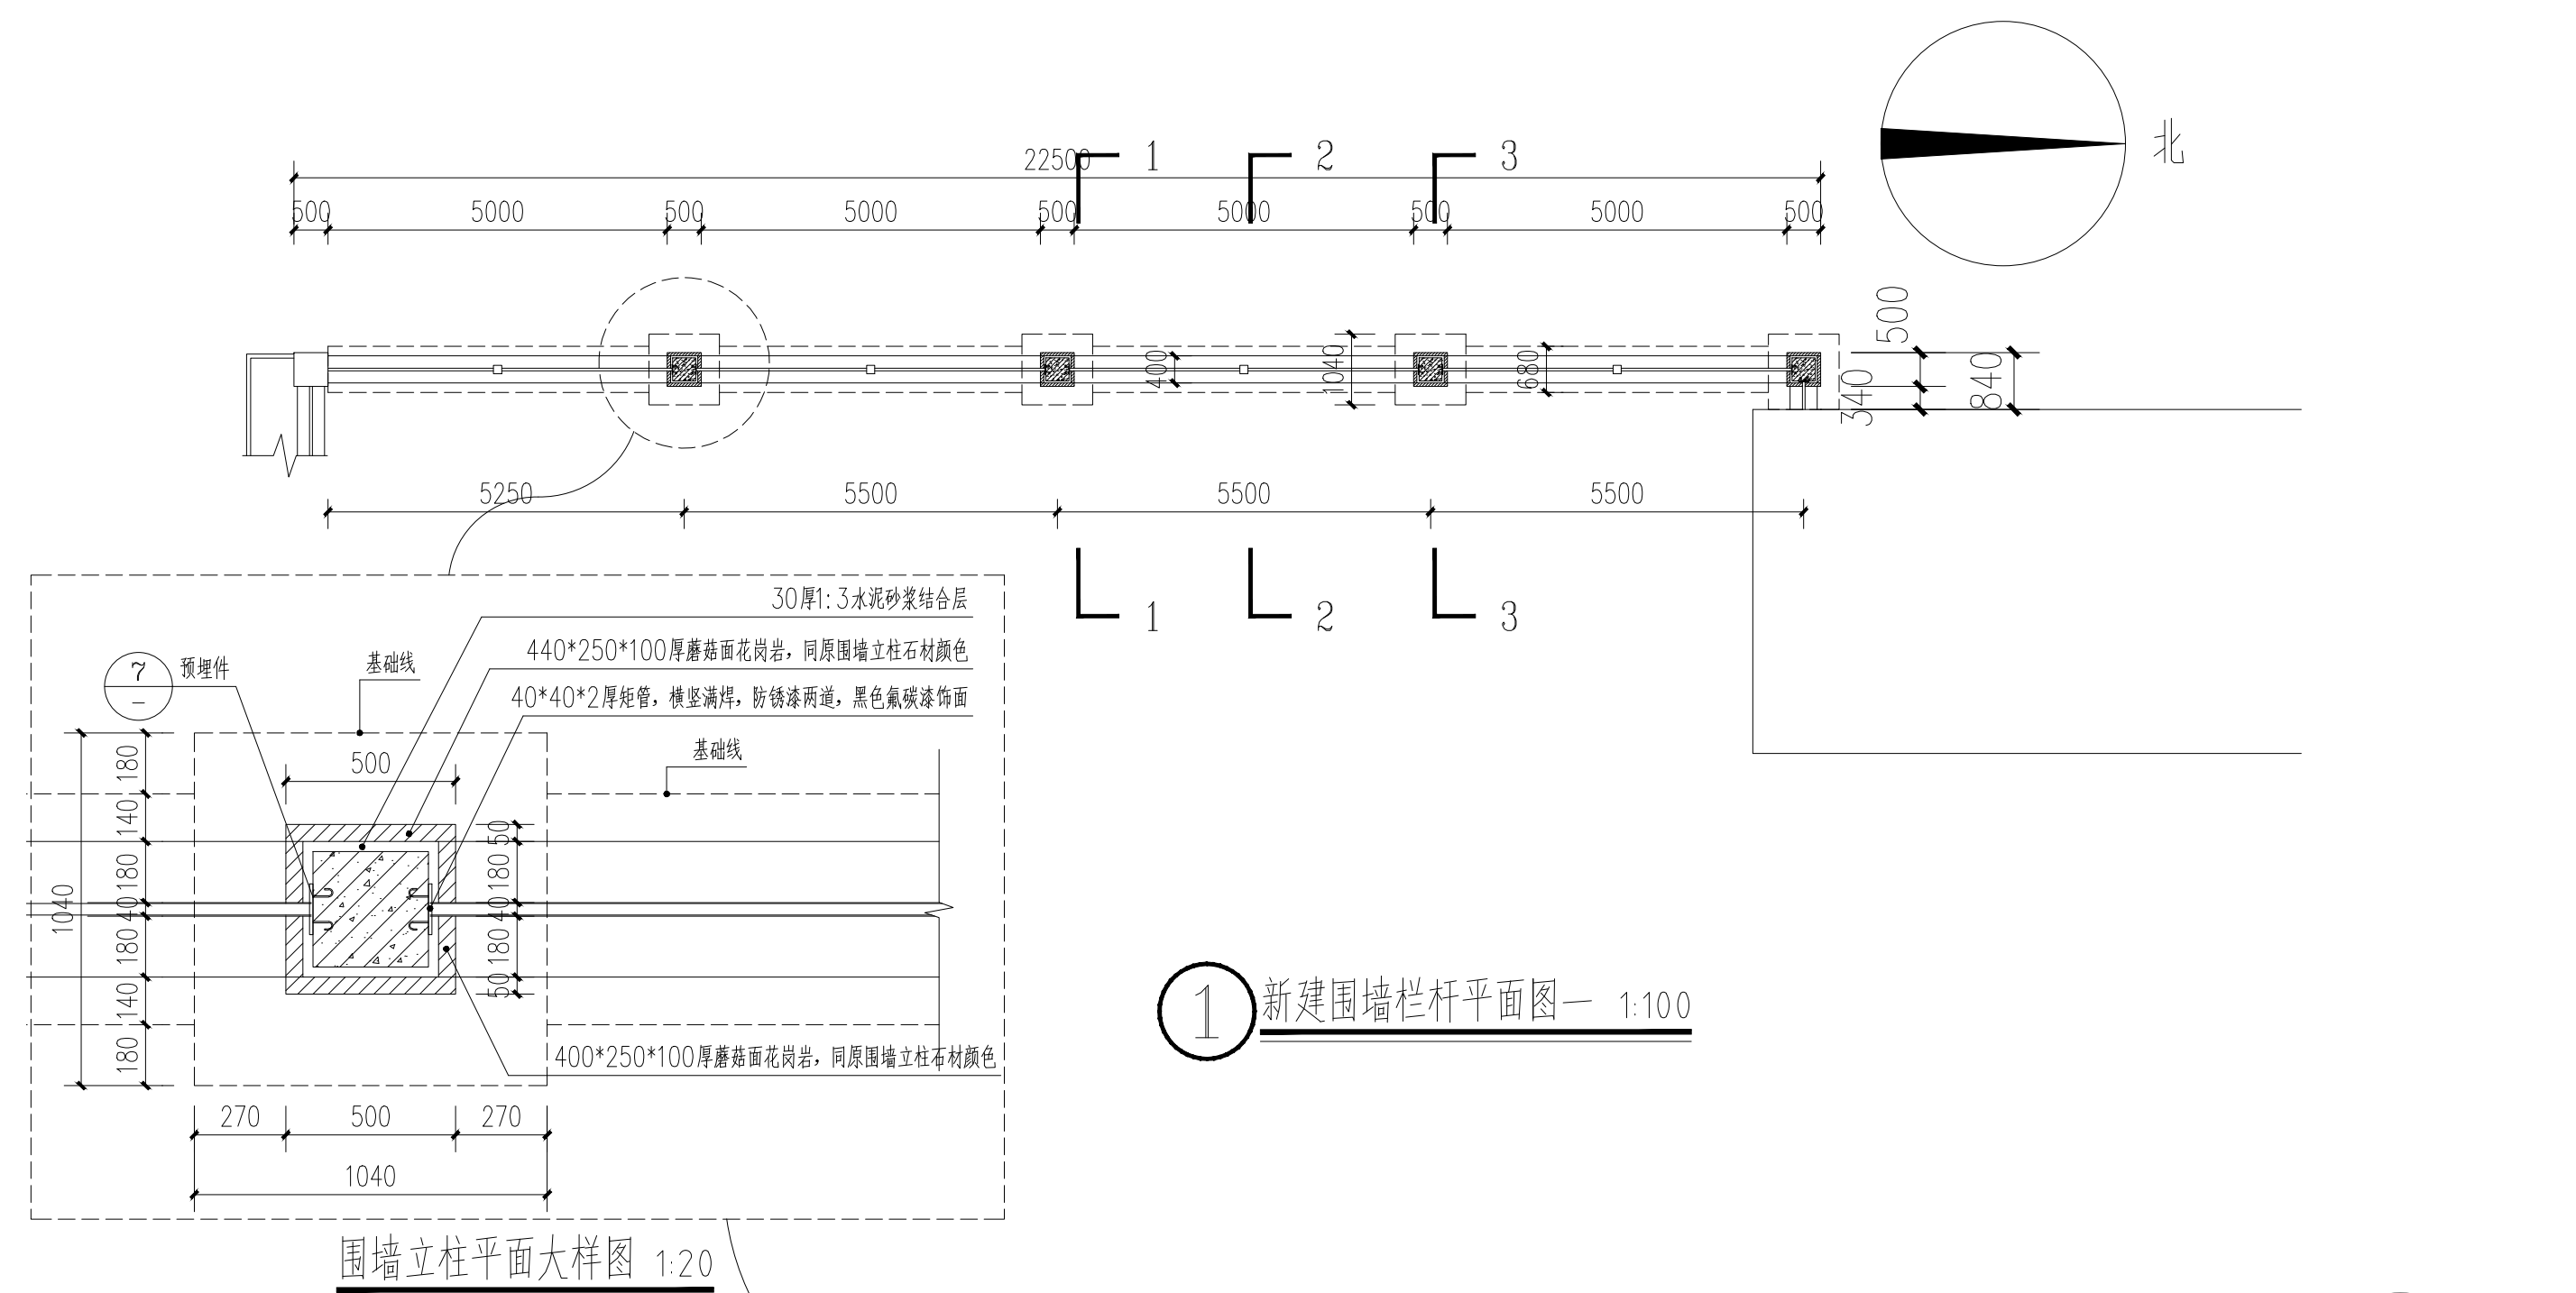 22500
1 2 3
北
500 5000 500 5000 500 5000 500 5000 500
400
1040
680
500
340
840
5250 5500 5500 5500
1 2 3
30厚1:3水泥砂浆结合层
440*250*100厚蘑菇面花岗岩，同原围墙立柱石材颜色
40*40*2厚矩管，横竖满焊，防锈漆两道，黑色氟碳漆饰面
7
–
预埋件
基础线
基础线
500
1040
180
140
180
40
180
140
180
50
180
40
180
50
400*250*100厚蘑菇面花岗岩，同原围墙立柱石材颜色
270 500 270
1040
围墙立柱平面大样图 1:20
1 新建围墙栏杆平面图一 1:100